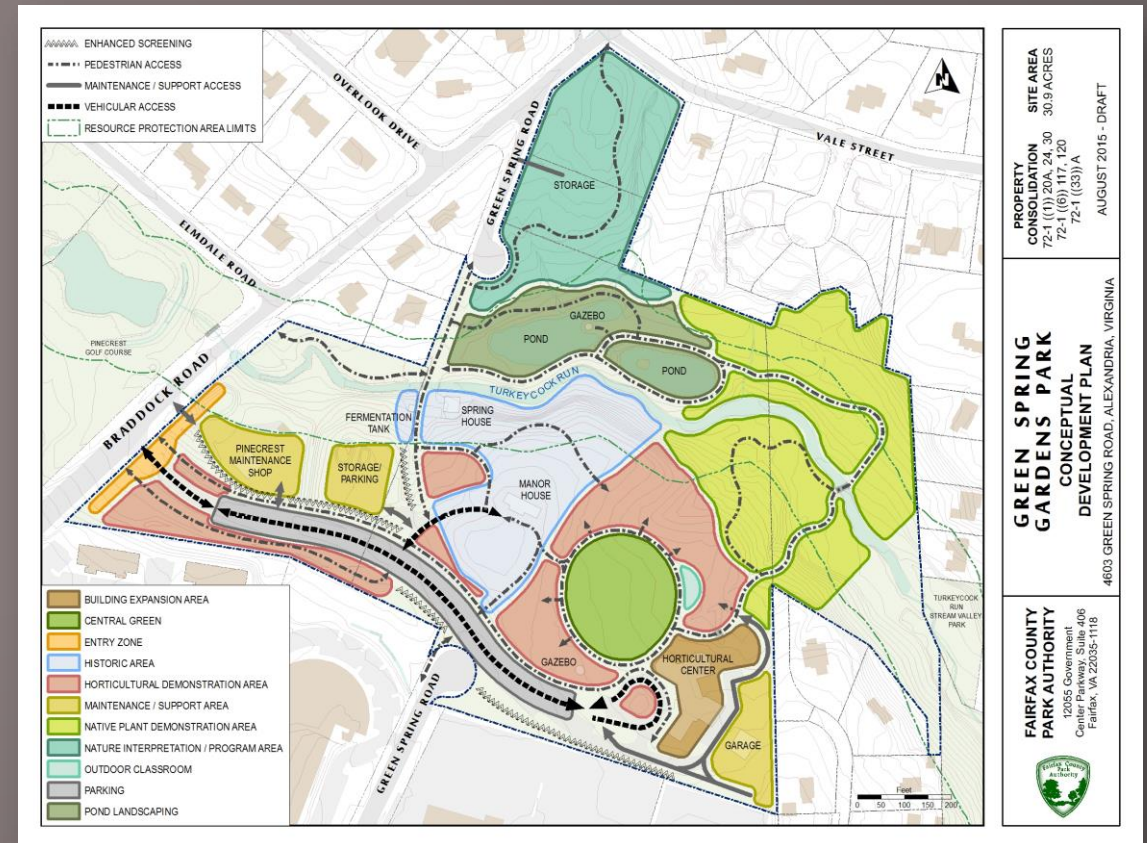 ENHANCED SCREENING
PEDESTRIAN ACCESS
MAINTENANCE / SUPPORT ACCESS
VEHICULAR ACCESS
RESOURCE PROTECTION AREA LIMITS
OVERLOOK DRIVE
GREEN SPRING ROAD
VALE STREET
N
STORAGE
ELMDALE ROAD
PINECREST
GOLF COURSE
BRADDOCK ROAD
GAZEBO
POND
POND
TURKEYCOCK RUN
FERMENTATION
TANK
SPRING
HOUSE
PINECREST
MAINTENANCE
SHOP
STORAGE/
PARKING
MANOR
HOUSE
TURKEYCOCK
RUN
STREAM VALLEY
PARK
GAZEBO
HORTICULTURAL
CENTER
GARAGE
GREEN SPRING ROAD
BUILDING EXPANSION AREA
CENTRAL GREEN
ENTRY ZONE
HISTORIC AREA
HORTICULTURAL DEMONSTRATION AREA
MAINTENANCE / SUPPORT AREA
NATIVE PLANT DEMONSTRATION AREA
NATURE INTERPRETATION / PROGRAM AREA
OUTDOOR CLASSROOM
PARKING
POND LANDSCAPING
Feet
0 50 100 150 200
PROPERTY
CONSOLIDATION
72-1 ((1)) 20A, 24, 30
72-1 ((6)) 117, 120
72-1 ((33)) A
SITE AREA
30.9 ACRES
AUGUST 2015 - DRAFT
GREEN SPRING
GARDENS PARK
CONCEPTUAL
DEVELOPMENT PLAN
4603 GREEN SPRING ROAD, ALEXANDRIA, VIRGINIA
FAIRFAX COUNTY
PARK AUTHORITY
12055 Government
Center Parkway, Suite 406
Fairfax, VA 22035-1118
Fairfax County
Park
Authority